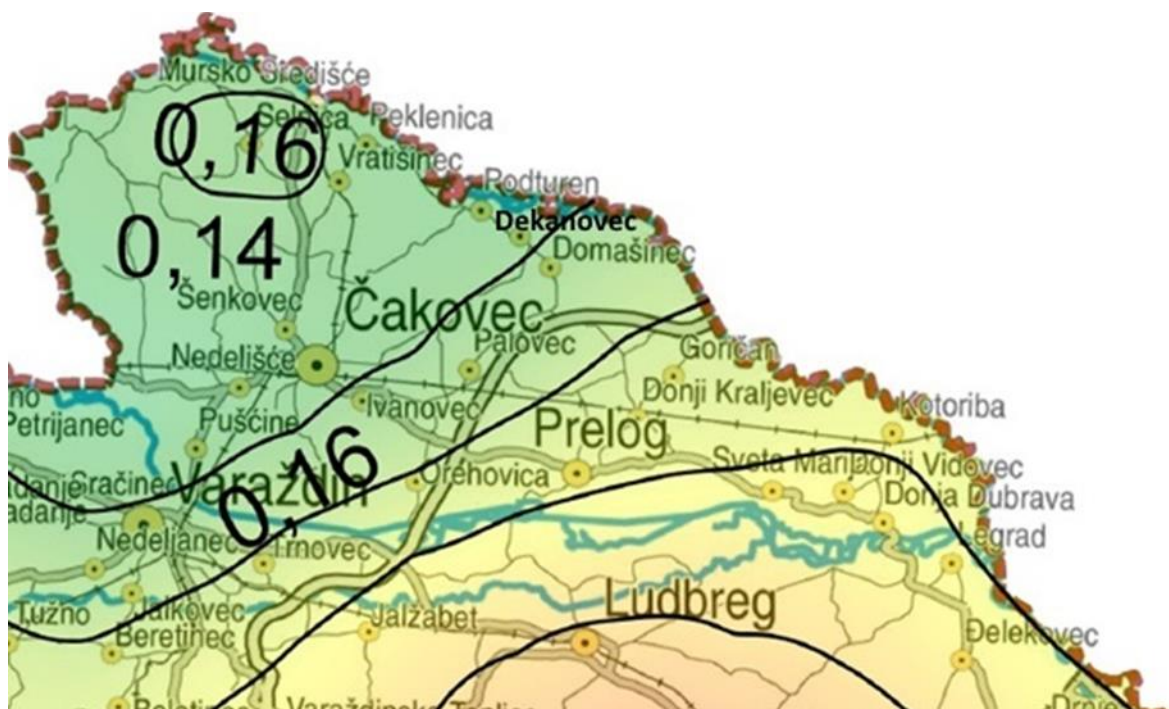 Mursko Središće
Selnica
Peklenica
0,16
Vratišinec
Podturen
Dekanovec
0,14
Domašinec
Šenkovec
Čakovec
Palovec
Goričan
Nedelišće
Donji Kraljevec
Ivanovec
Kotoriba
Petrijanec
Puščine
Prelog
0,16
Orehovica
Sveta Marija
Donji Vidovec
Gračinec
Varaždin
Donja Dubrava
Legrad
Nedeljanec
Trnovec
Ludbreg
Tužno
Jalkovec
Jalžabet
Beretinec
Đelekovec